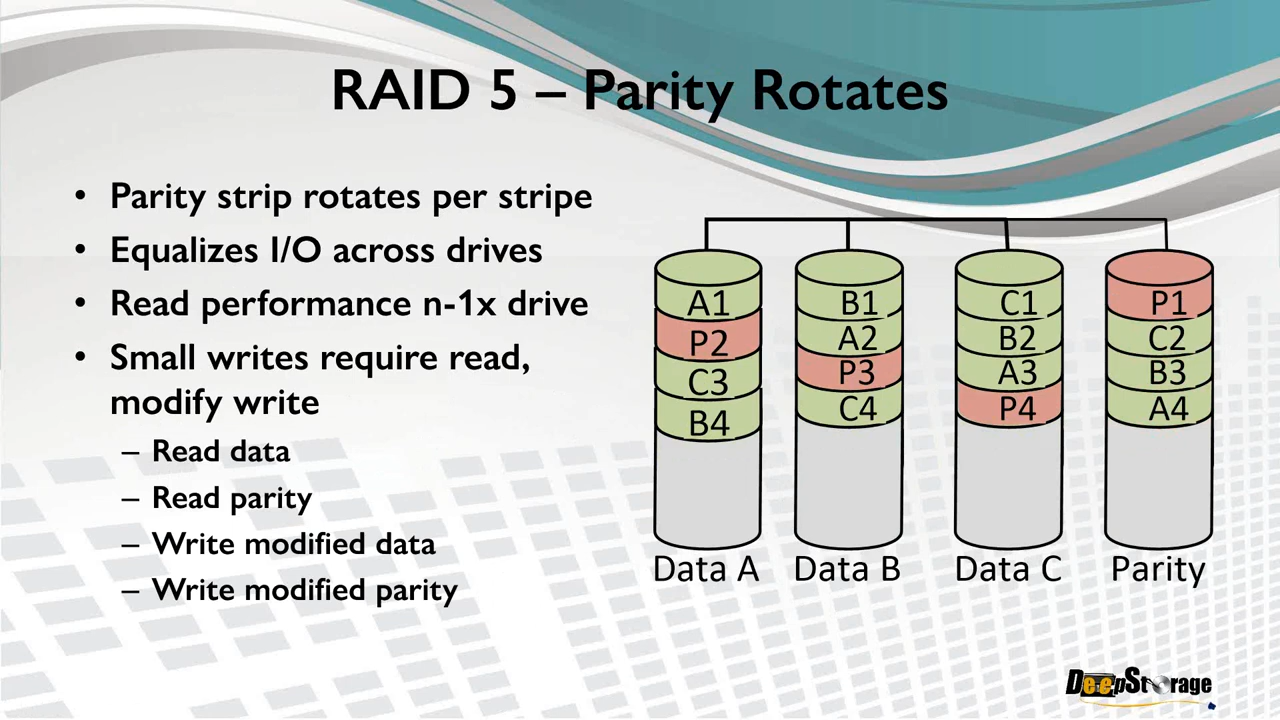 RAID 5 – Parity Rotates
• Parity strip rotates per stripe
• Equalizes I/O across drives
• Read performance n-1x drive
• Small writes require read,
modify write
– Read data
– Read parity
– Write modified data
– Write modified parity
A1 B1 C1 P1
P2 A2 B2 C2
C3 P3 A3 B3
B4 C4 P4 A4
Data A Data B Data C Parity
DeepStorage